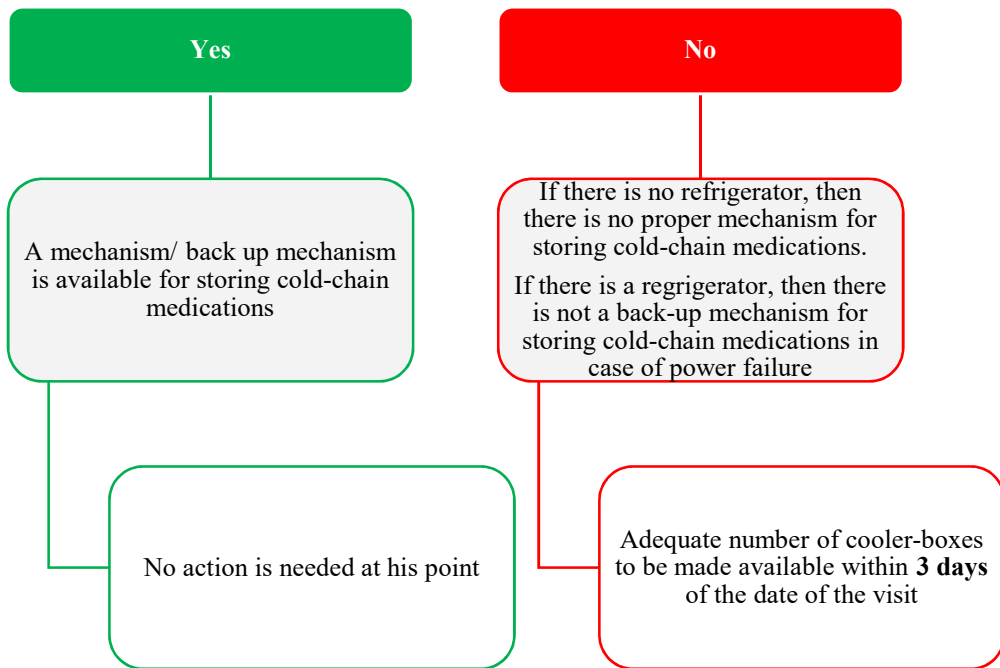 Yes
No
A mechanism/ back up mechanism
is available for storing cold-chain
medications
If there is no refrigerator, then
there is no proper mechanism for
storing cold-chain medications.
If there is a regrigerator, then there
is not a back-up mechanism for
storing cold-chain medications in
case of power failure
No action is needed at his point
Adequate number of cooler-boxes
to be made available within 3 days
of the date of the visit